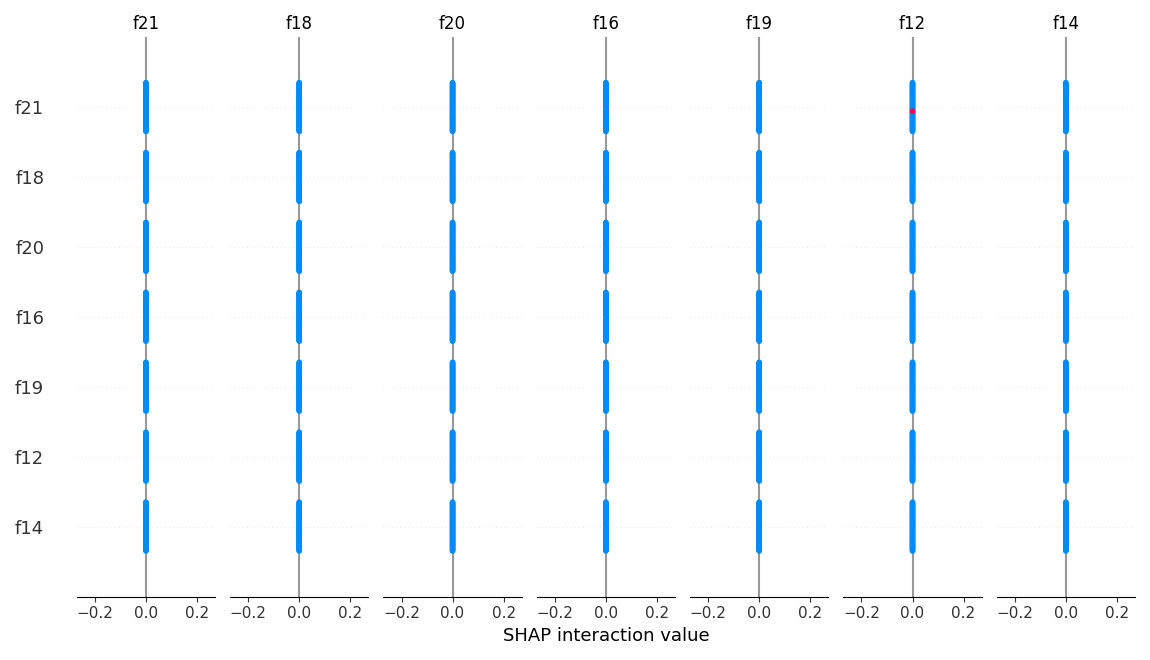 f21 f18 f20 f16 f19 f12 f14
f21
f18
f20
f16
f19
f12
f14
−0.2 0.0 0.2 −0.2 0.0 0.2 −0.2 0.0 0.2 −0.2 0.0 0.2 −0.2 0.0 0.2 −0.2 0.0 0.2 −0.2 0.0 0.2
SHAP interaction value